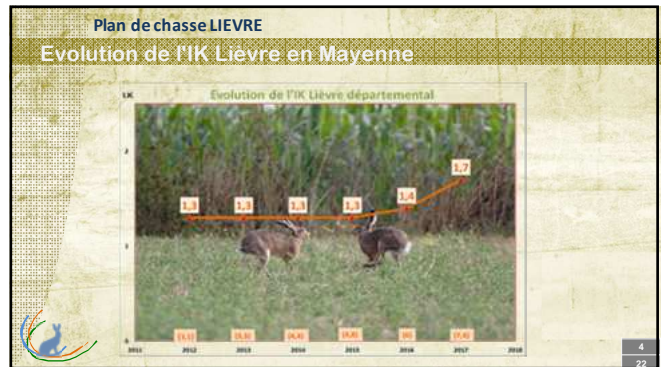 Plan de chasse LIEVRE
Evolution de l'IK Lièvre en Mayenne
Evolution de l'IK Lièvre départemental
IK
2
1,3 1,3 1,3 1,3 1,4 1,7
1
2011 2012 2013 2014 2015 2016 2017 2018
4
22